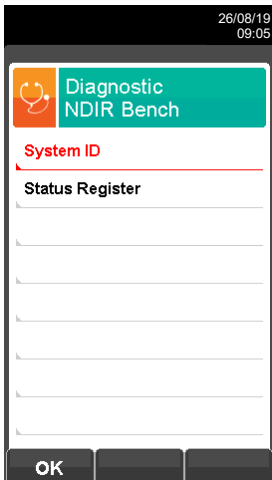 26/08/19
09:05
Diagnostic
NDIR Bench
System ID
Status Register
OK